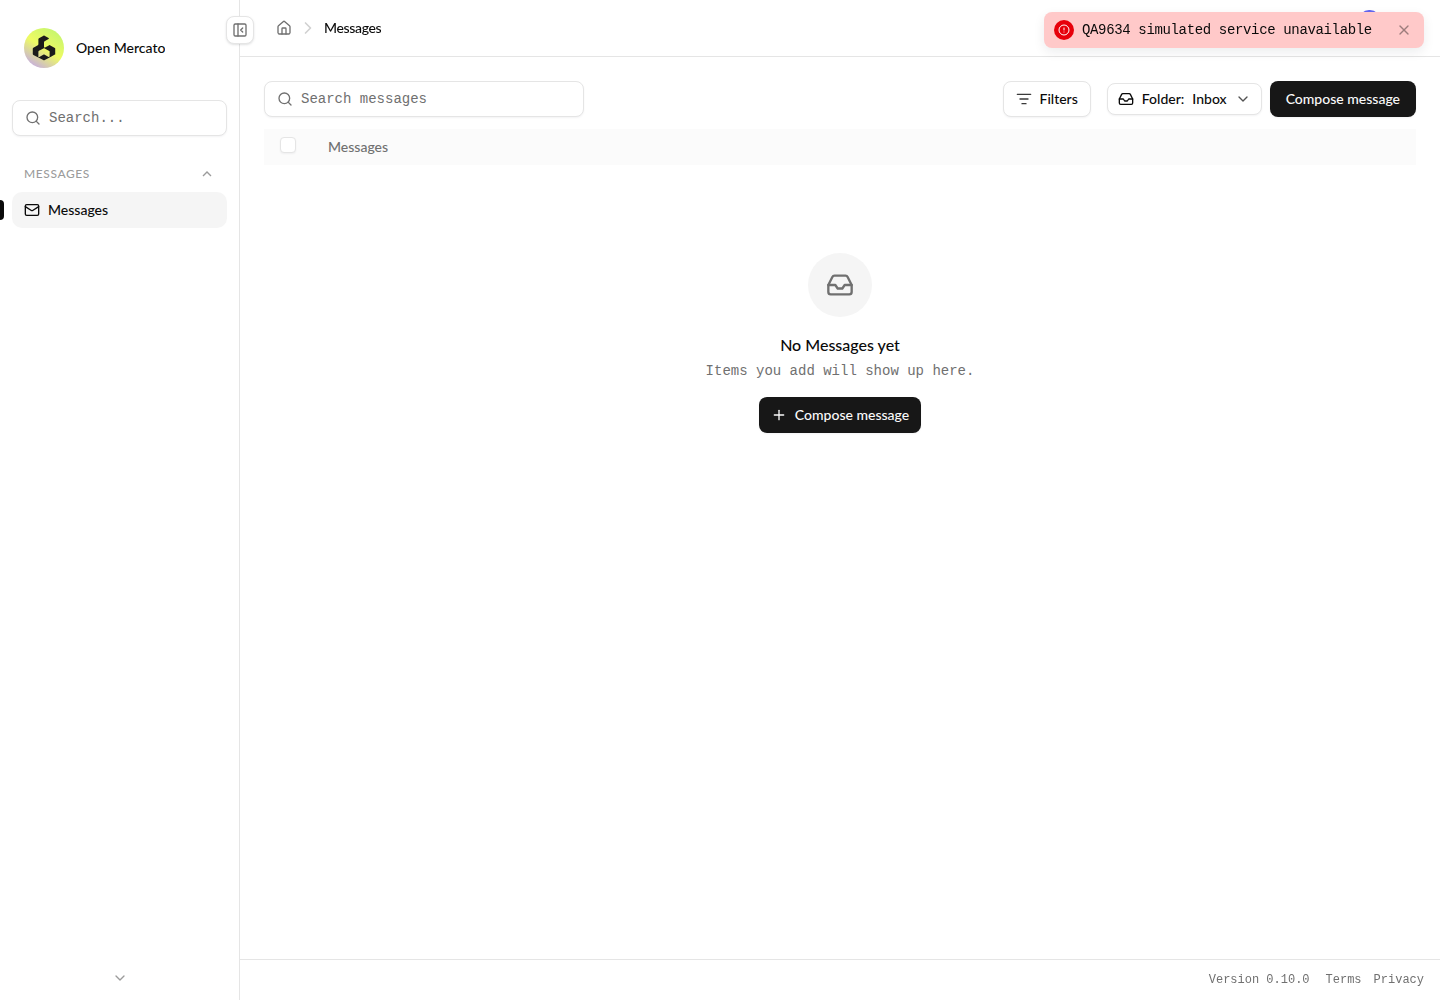 Open Mercato
Search...
MESSAGES
Messages
Messages
QA9634 simulated service unavailable
Search messages
Filters
Folder: Inbox
Compose message
Messages
No Messages yet
Items you add will show up here.
Compose message
Version 0.10.0 Terms Privacy